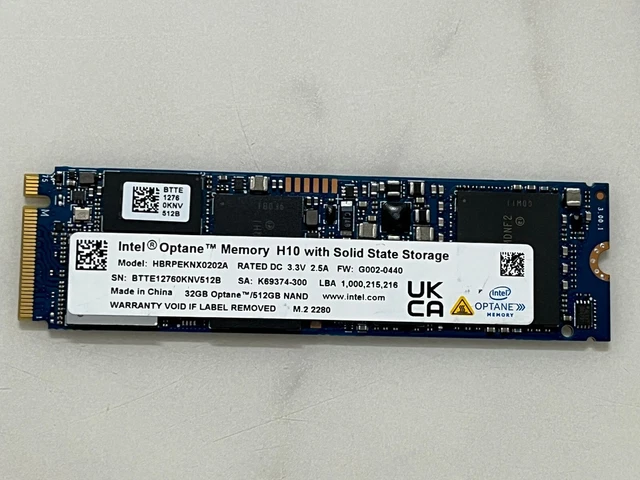 BTTE
1276
0KNV
512B
Intel® Optane™ Memory H10 with Solid State Storage
Model: HBRPEKNX0202A RATED DC 3.3V 2.5A FW: G002-0440
SN: BTTE12760KNV512B SA: K69374-300 LBA 1,000,215,216
Made in China 32GB Optane™/512GB NAND www.intel.com
WARRANTY VOID IF LABEL REMOVED M.2 2280
UK
CA
intel
OPTANE
MEMORY
M